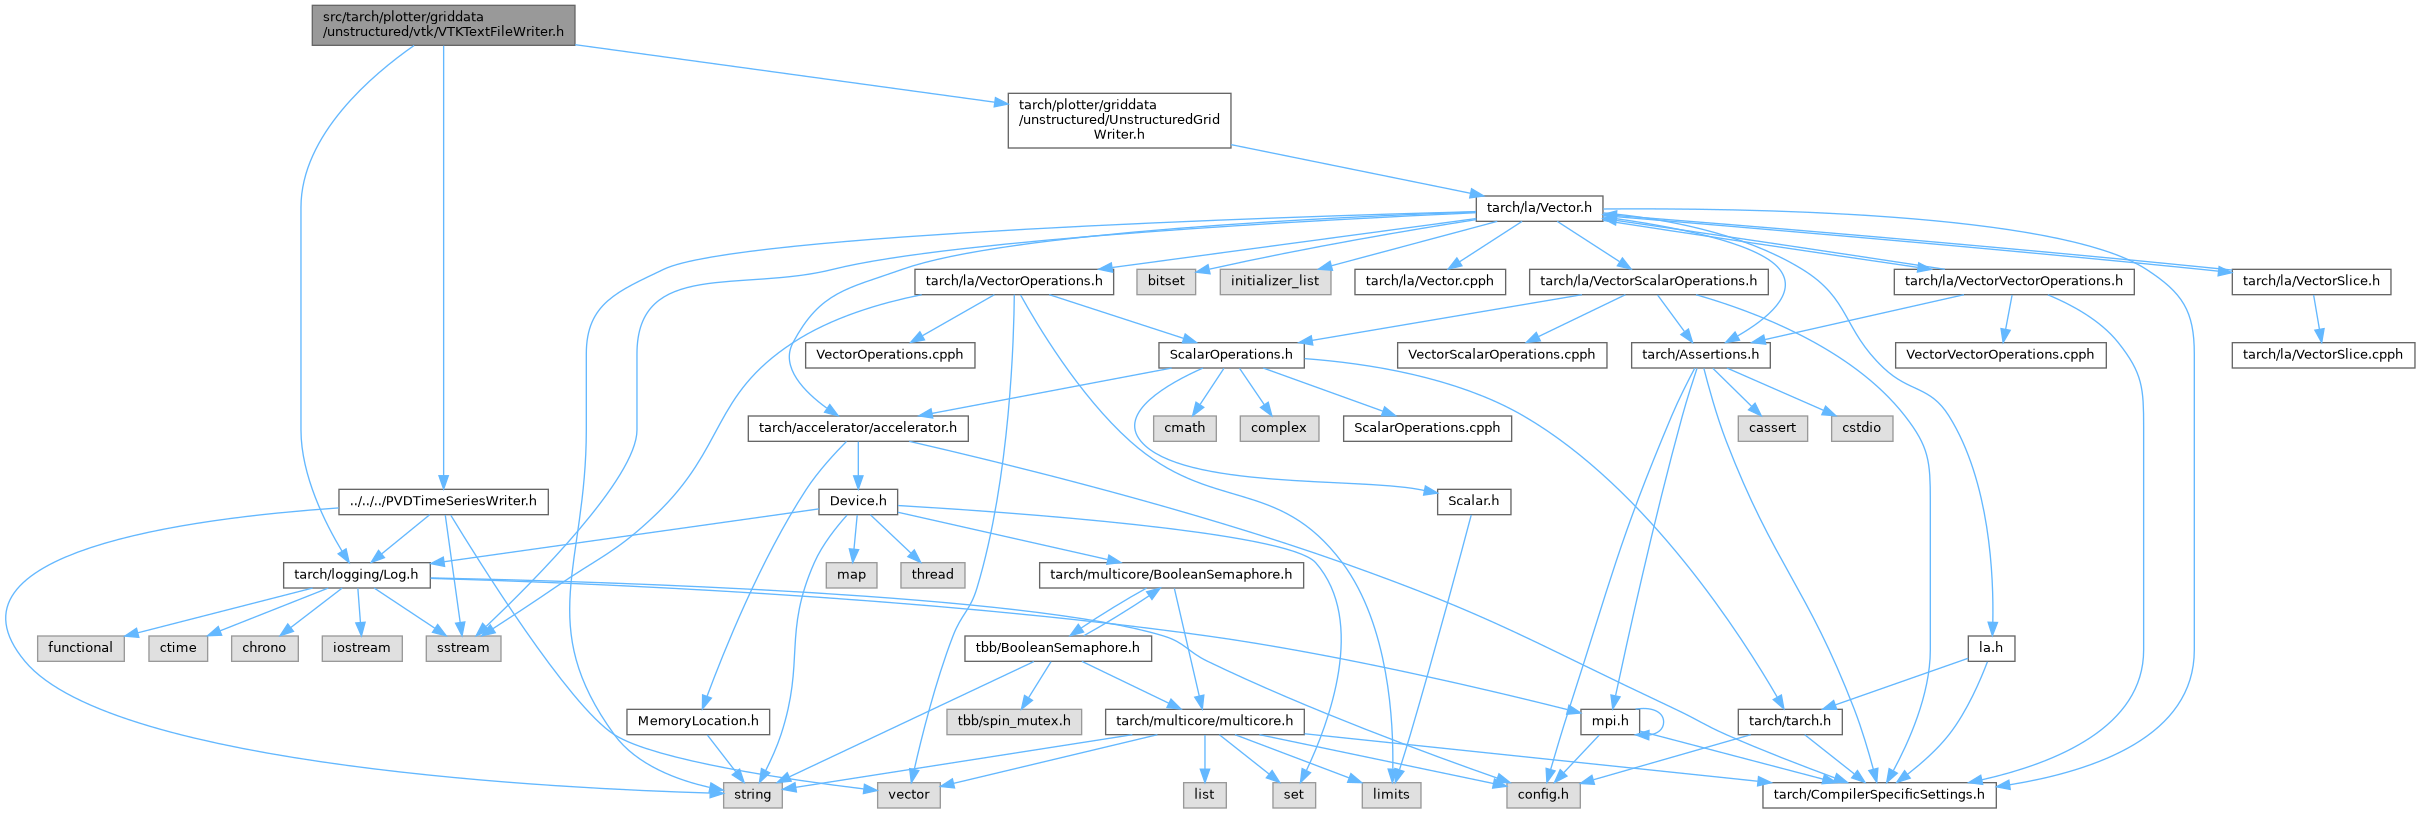 src/tarch/plotter/griddata
/unstructured/vtk/VTKTextFileWriter.h
tarch/plotter/griddata
/unstructured/UnstructuredGrid
Writer.h
tarch/la/Vector.h
tarch/la/VectorOperations.h
bitset
initializer_list
tarch/la/Vector.cpph
tarch/la/VectorScalarOperations.h
tarch/la/VectorVectorOperations.h
tarch/la/VectorSlice.h
VectorOperations.cpph
ScalarOperations.h
VectorScalarOperations.cpph
tarch/Assertions.h
VectorVectorOperations.cpph
tarch/la/VectorSlice.cpph
tarch/accelerator/accelerator.h
cmath
complex
ScalarOperations.cpph
cassert
cstdio
../../../PVDTimeSeriesWriter.h
Device.h
Scalar.h
tarch/logging/Log.h
map
thread
tarch/multicore/BooleanSemaphore.h
functional
ctime
chrono
iostream
sstream
tbb/BooleanSemaphore.h
la.h
MemoryLocation.h
tbb/spin_mutex.h
tarch/multicore/multicore.h
mpi.h
tarch/tarch.h
string
vector
list
set
limits
config.h
tarch/CompilerSpecificSettings.h